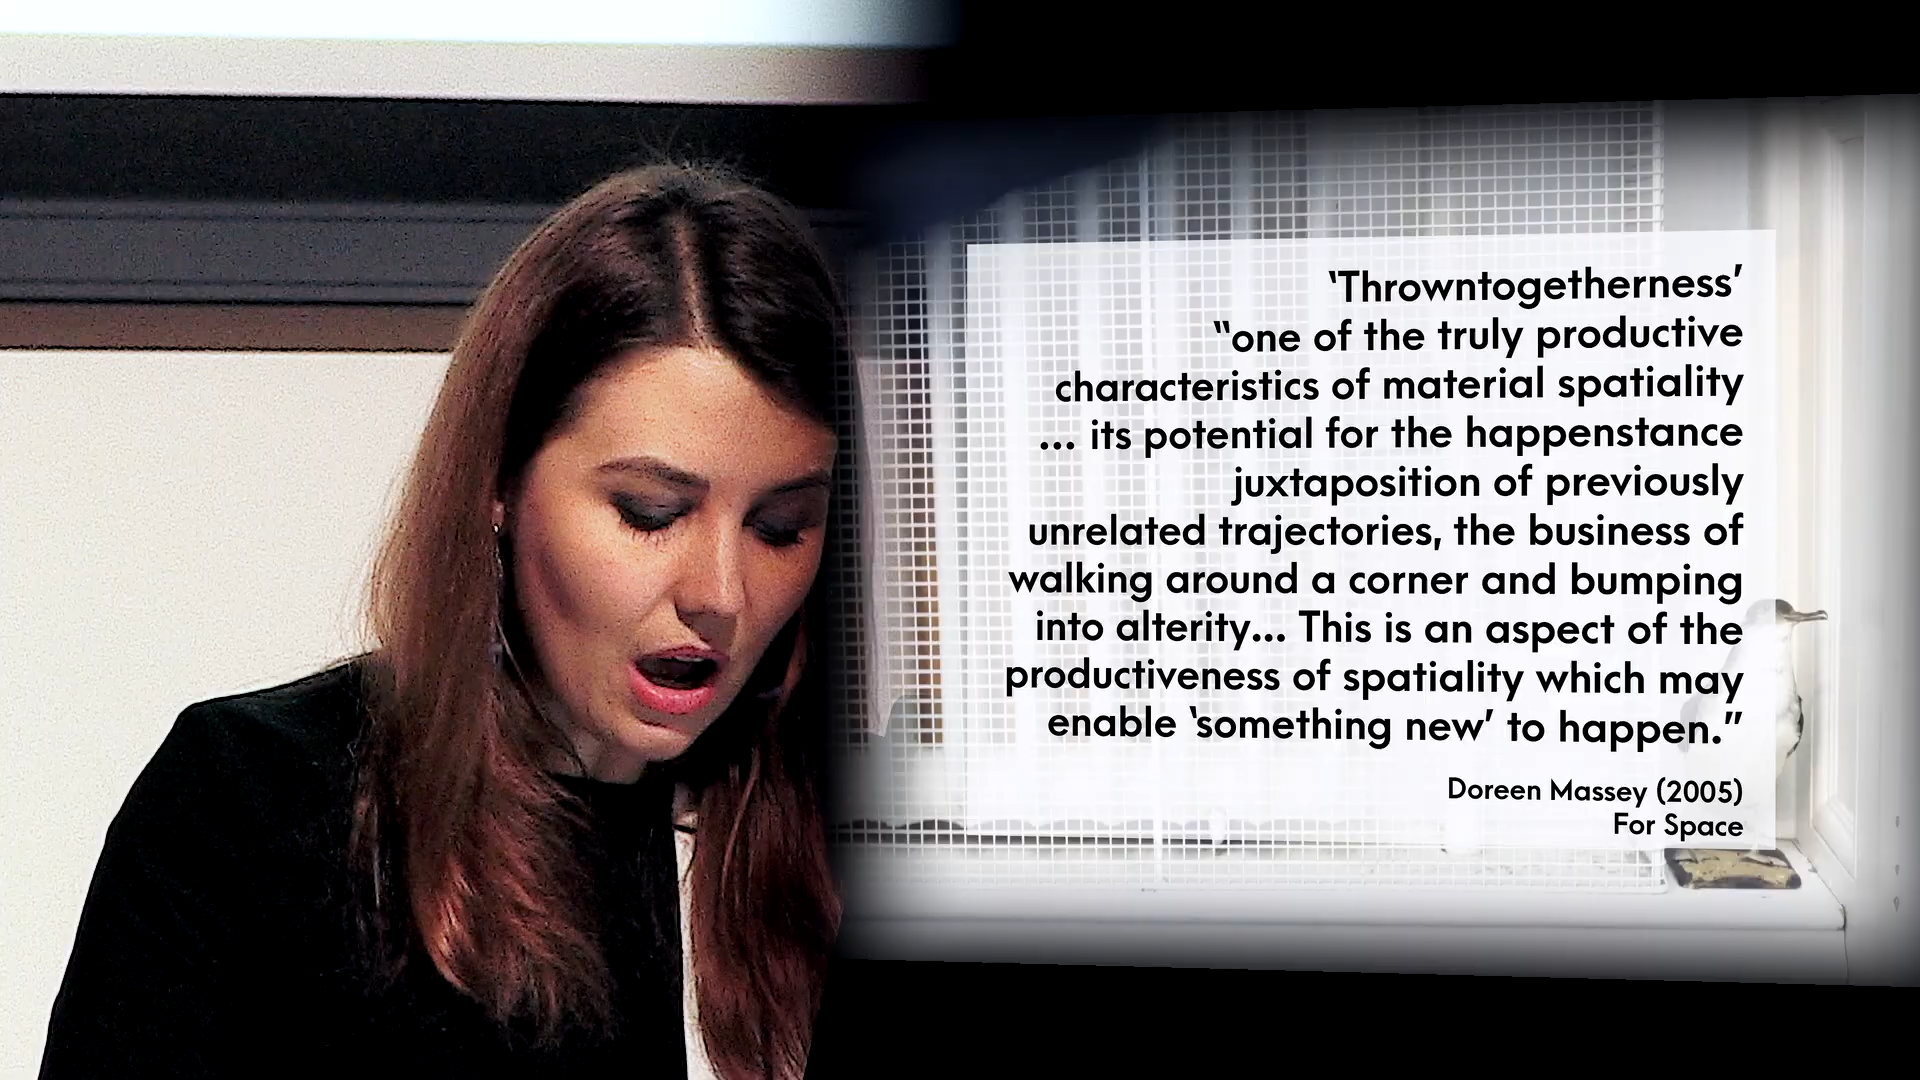 ‘Throwntogetherness’
“one of the truly productive
characteristics of material spatiality
... its potential for the happenstance
juxtaposition of previously
unrelated trajectories, the business of
walking around a corner and bumping
into alterity... This is an aspect of the
productiveness of spatiality which may
enable ‘something new’ to happen.”
Doreen Massey (2005)
For Space